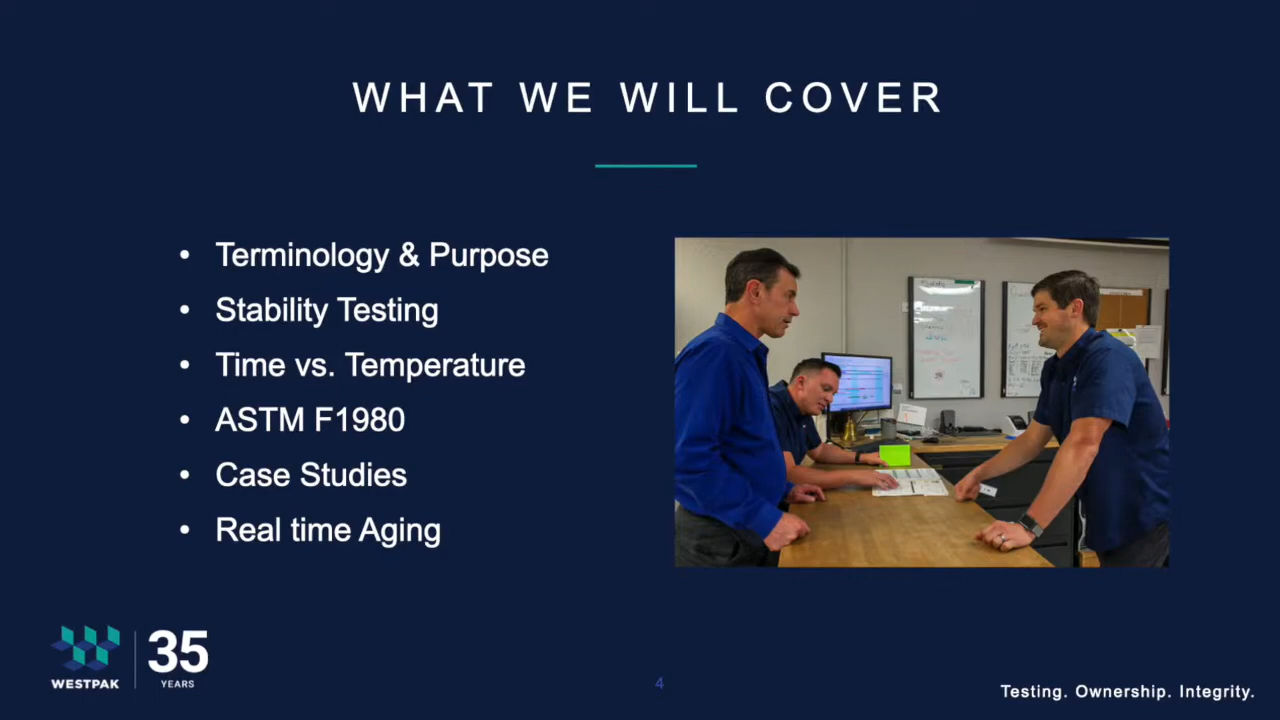 WHAT WE WILL COVER
• Terminology & Purpose
• Stability Testing
• Time vs. Temperature
• ASTM F1980
• Case Studies
• Real time Aging
WESTPAK
35
YEARS
4
Testing. Ownership. Integrity.